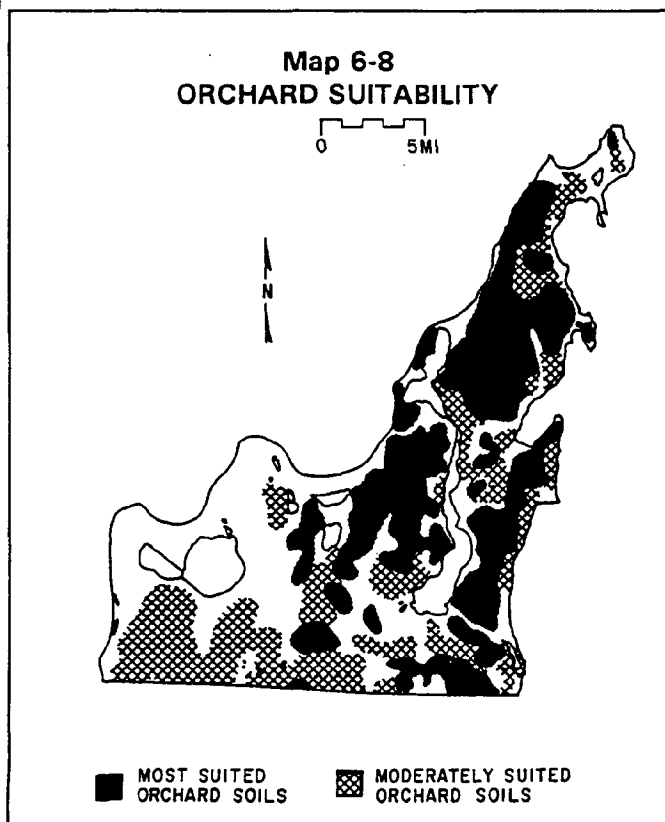 Map 6-8
ORCHARD SUITABILITY
0 5MI
N
MOST SUITED
ORCHARD SOILS
MODERATELY SUITED
ORCHARD SOILS